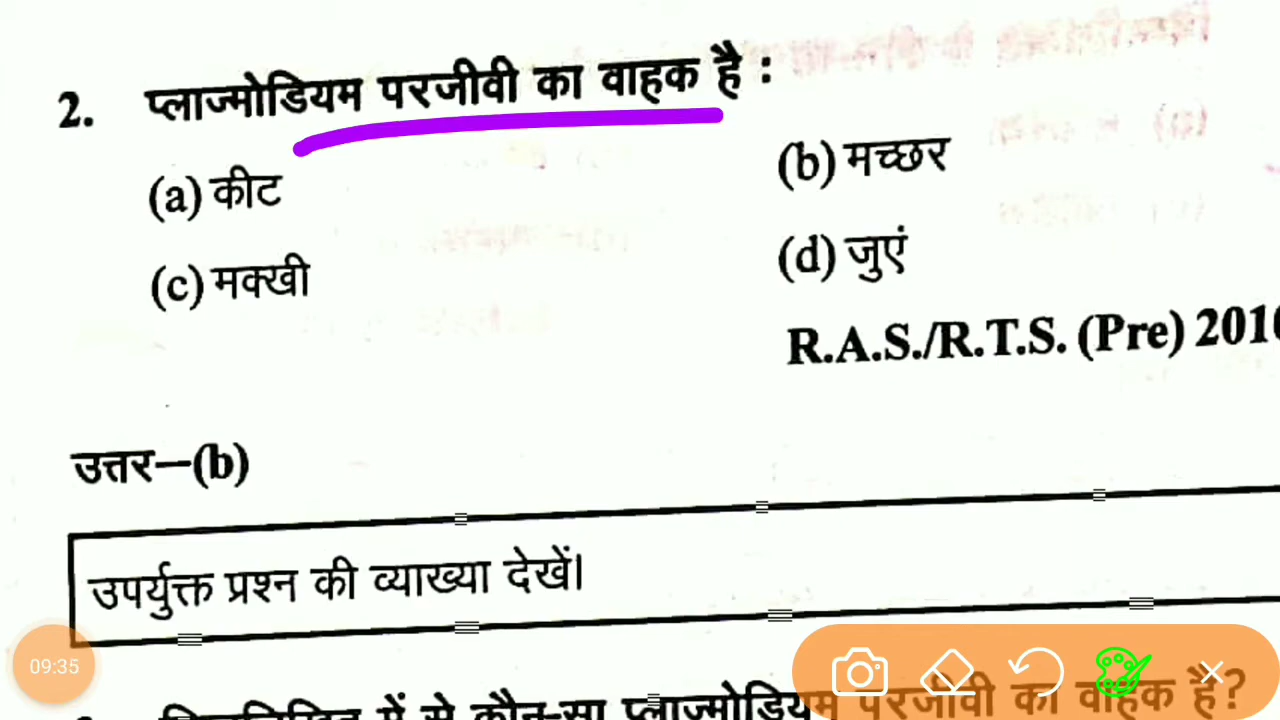 2. प्लाज्मोडियम परजीवी का वाहक है :
(a) कीट (b) मच्छर
(c) मक्खी (d) जुएं
R.A.S./R.T.S. (Pre) 201
उत्तर—(b)
उपर्युक्त प्रश्न की व्याख्या देखें।
09:35
में से कौन-सा प्लाज्मोडियम परजीवी का वाहक है?